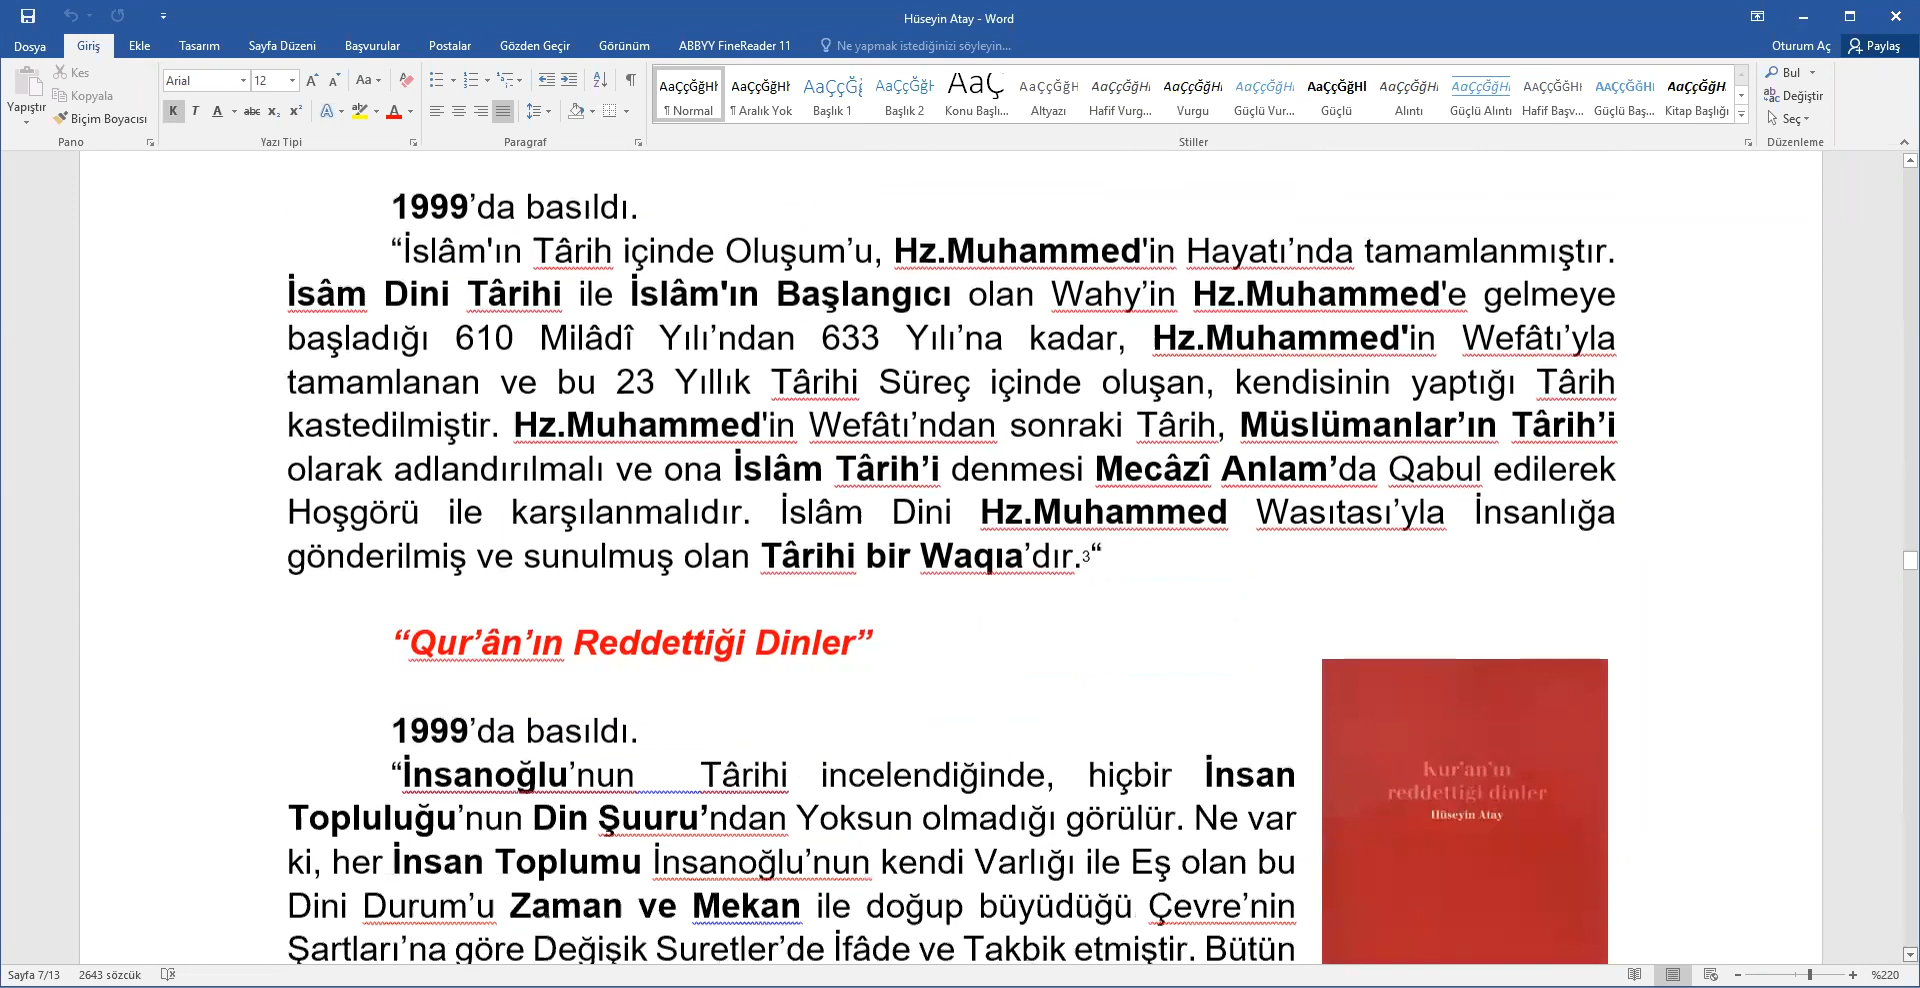 Hüseyin Atay - Word
Dosya Giriş Ekle Tasarım Sayfa Düzeni Başvurular Postalar Gözden Geçir Görünüm ABBYY FineReader 11 Ne yapmak istediğinizi söyleyin... Oturum Aç Paylaş
Yapıştır
Kes
Kopyala
Biçim Boyacısı
Pano
Arial 12
Yazı Tipi
Paragraf
¶ Normal ¶ Aralık Yok Başlık 1 Başlık 2 Konu Başlı... Altyazı Hafif Vurg... Vurgu Güçlü Vur... Güçlü Alıntı Güçlü Alıntı Hafif Başv... Güçlü Baş... Kitap Başlığı
Stiller
Bul
Değiştir
Seç
Düzenleme
1999’da basıldı.
“İslâm'ın Târih içinde Oluşum’u, Hz.Muhammed'in Hayatı’nda tamamlanmıştır.
İsâm Dini Târihi ile İslâm'ın Başlangıcı olan Wahy’in Hz.Muhammed'e gelmeye
başladığı 610 Milâdî Yılı’ndan 633 Yılı’na kadar, Hz.Muhammed'in Wefâtı’yla
tamamlanan ve bu 23 Yıllık Târihi Süreç içinde oluşan, kendisinin yaptığı Târih
kastedilmiştir. Hz.Muhammed'in Wefâtı’ndan sonraki Târih, Müslümanlar’ın Târih’i
olarak adlandırılmalı ve ona İslâm Târih’i denmesi Mecâzî Anlam’da Qabul edilerek
Hoşgörü ile karşılanmalıdır. İslâm Dini Hz.Muhammed Wasıtası’yla İnsanlığa
gönderilmiş ve sunulmuş olan Târihi bir Waqıa’dır.3“
“Qur’ân’ın Reddettiği Dinler”
1999’da basıldı.
“İnsanoğlu’nun Târihi incelendiğinde, hiçbir İnsan
Topluluğu’nun Din Şuuru’ndan Yoksun olmadığı görülür. Ne var
ki, her İnsan Toplumu İnsanoğlu’nun kendi Varlığı ile Eş olan bu
Dini Durum’u Zaman ve Mekan ile doğup büyüdüğü Çevre’nin
Şartları’na göre Değişik Suretler’de İfâde ve Takbik etmiştir. Bütün
Kur'an'ın
reddettiği dinler
Hüseyin Atay
Sayfa 7/13 2643 sözcük %220